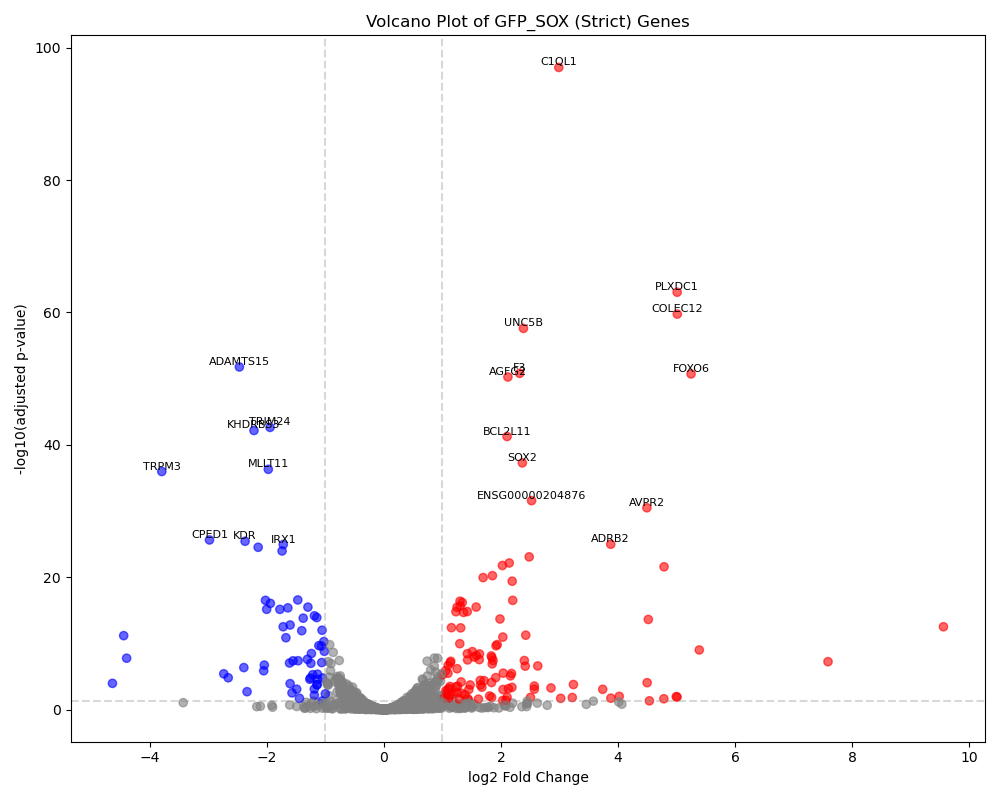 Volcano Plot of GFP_SOX (Strict) Genes
100
C1QL1
80
PLXDC1
COLEC12
60
UNC5B
ADAMTS15
F3
AGFG2
FOXO6
TRIM24
40
BCL2L11
MLLT11
SOX2
TRPM3
ENSG00000204876
AVPR2
CPED1
KDR
IRX1
ADRB2
20
0
−4
−2
0
2
4
6
8
10
log2 Fold Change
-log10(adjusted p-value)